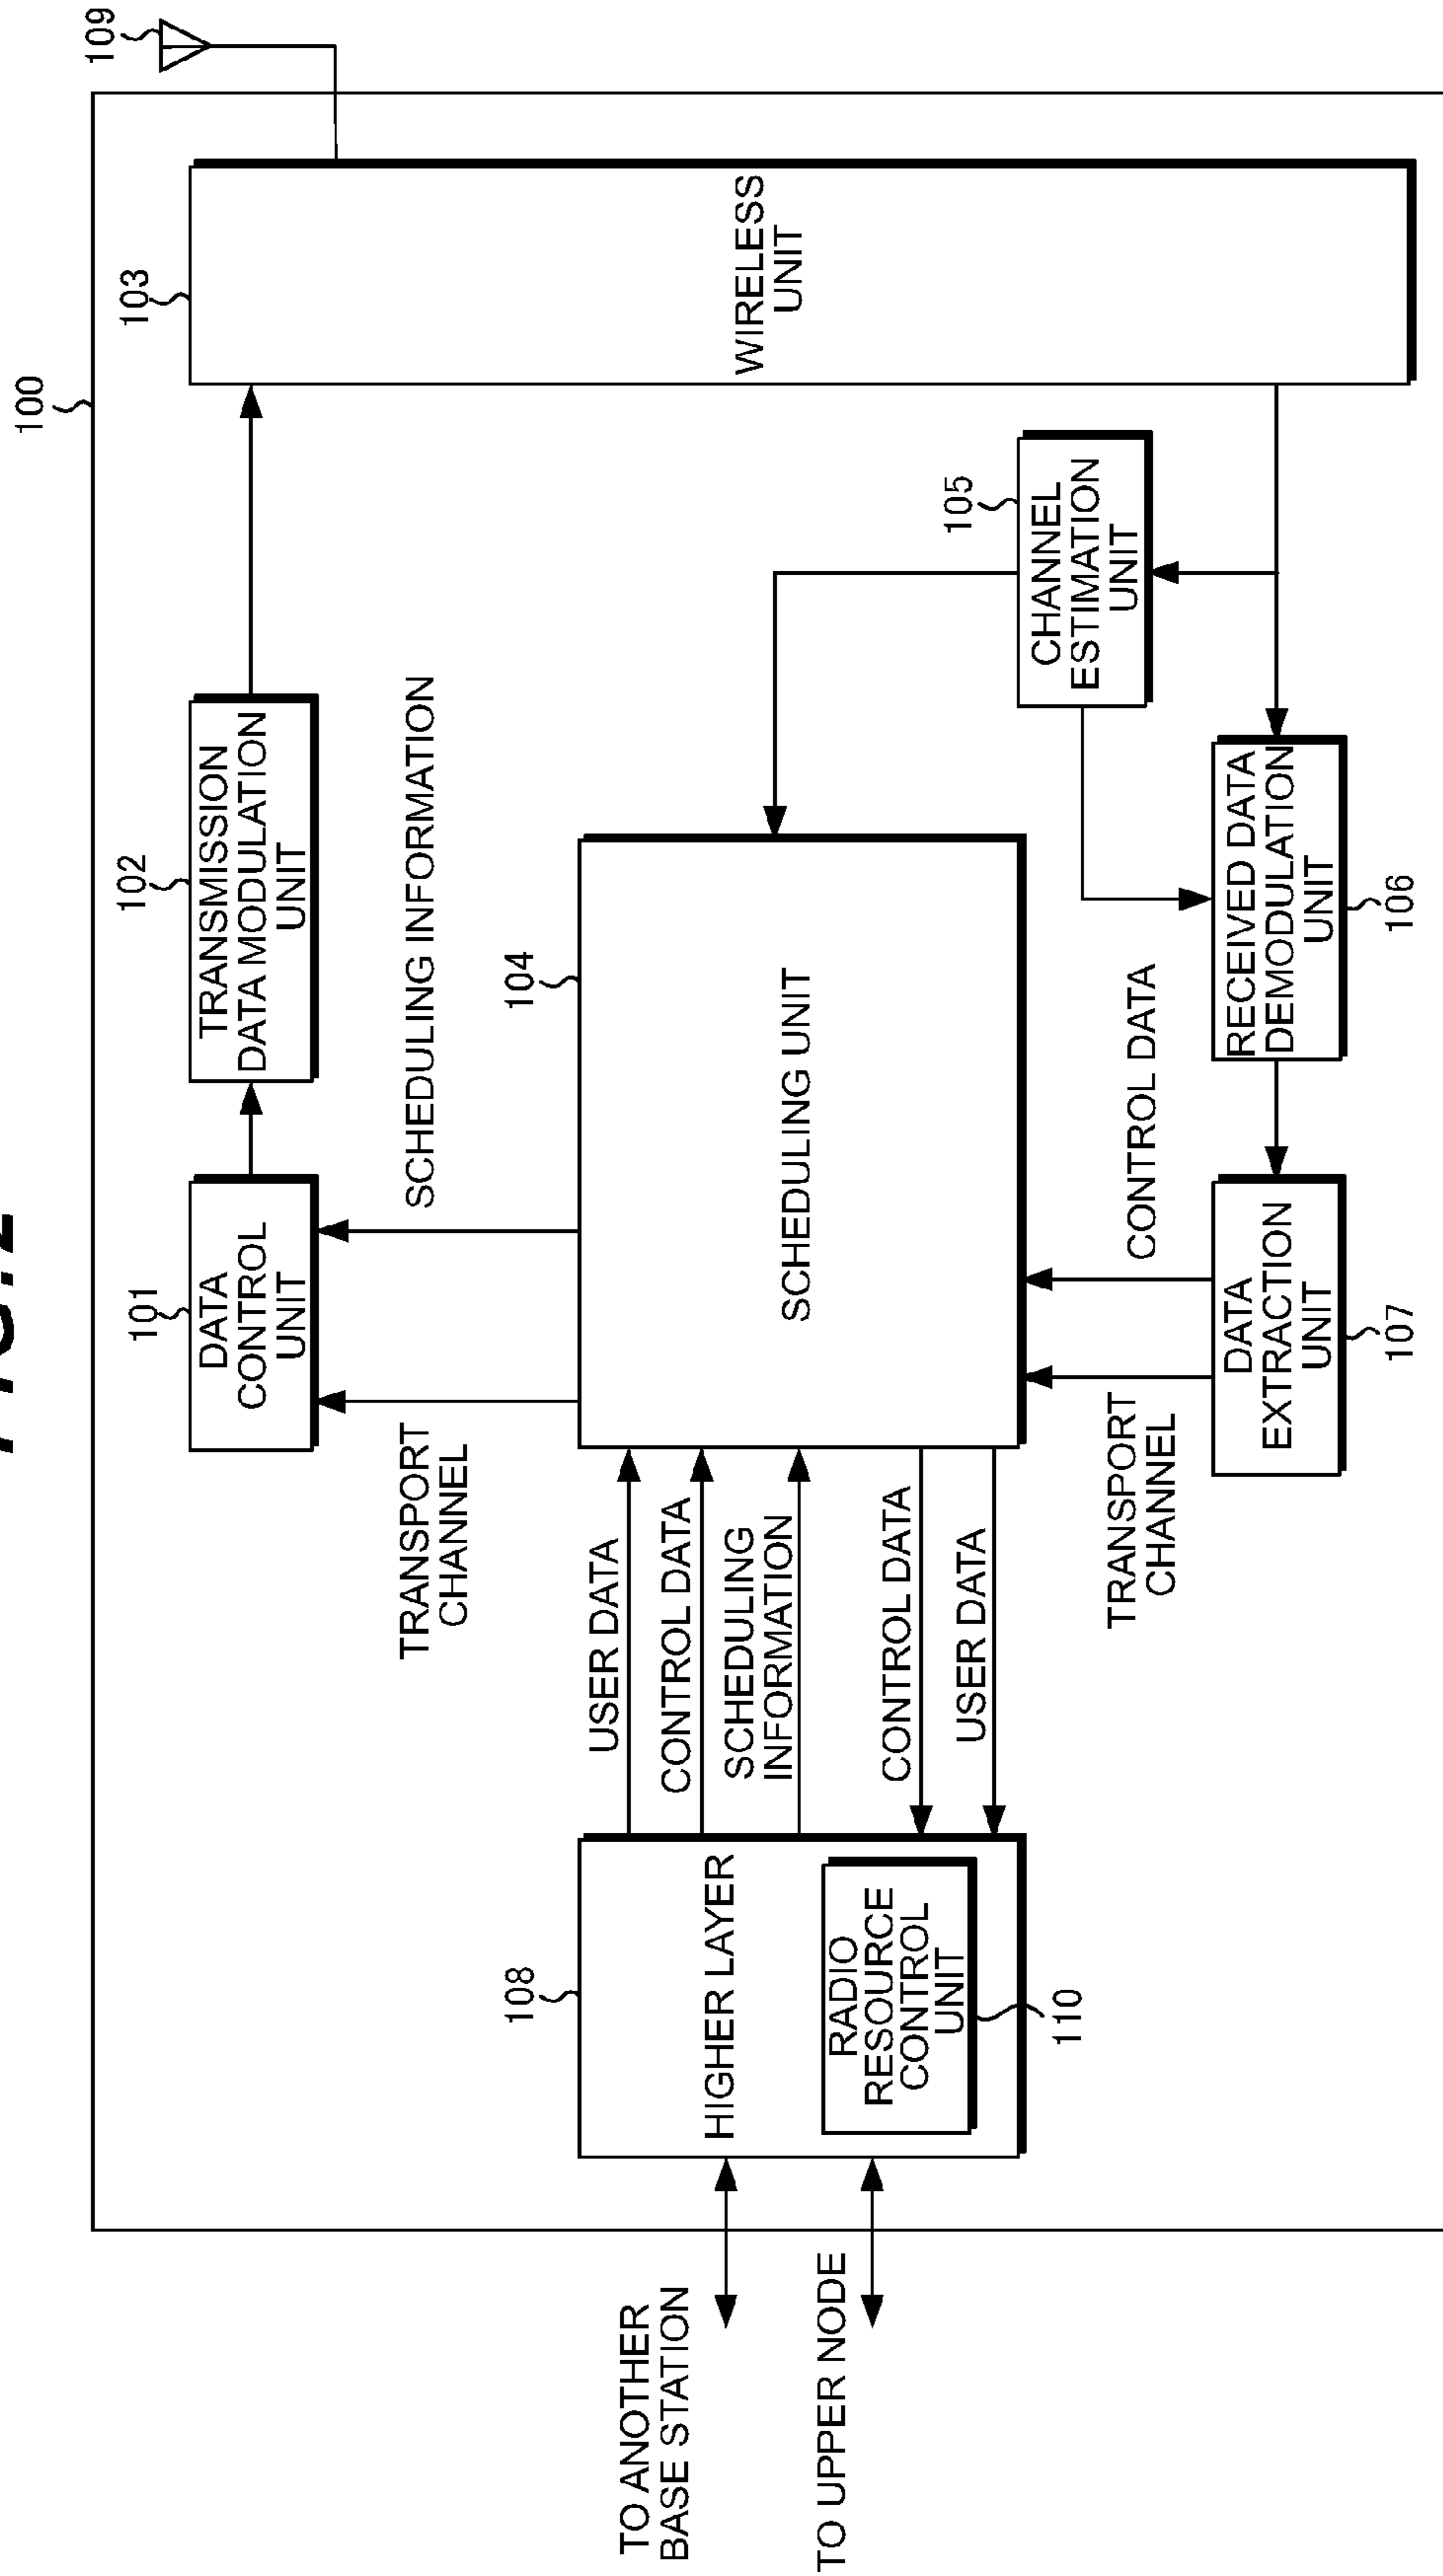 100
109
101
DATA
CONTROL
UNIT
102
TRANSMISSION
DATA MODULATION
UNIT
103
WIRELESS
UNIT
TRANSPORT
CHANNEL
SCHEDULING INFORMATION
TO ANOTHER
BASE STATION
TO UPPER NODE
108
HIGHER LAYER
RADIO
RESOURCE
CONTROL
UNIT
110
USER DATA
CONTROL DATA
SCHEDULING
INFORMATION
CONTROL DATA
USER DATA
104
SCHEDULING UNIT
105
CHANNEL
ESTIMATION
UNIT
TRANSPORT
CHANNEL
CONTROL DATA
DATA
EXTRACTION
UNIT
107
RECEIVED DATA
DEMODULATION
UNIT
106